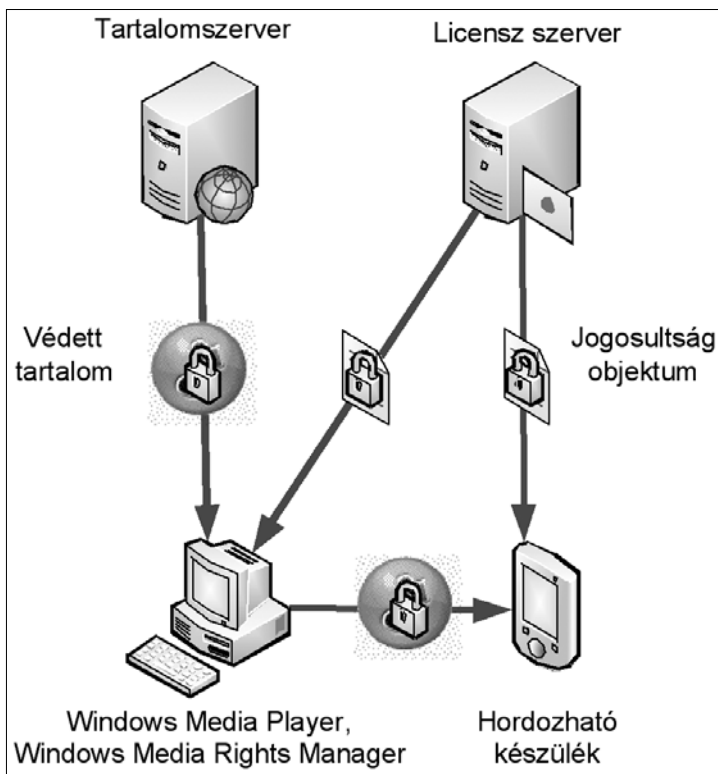 Tartalomszerver
Licensz szerver
Védett
tartalom
Jogosultság
objektum
Windows Media Player,
Windows Media Rights Manager
Hordozható
készülék